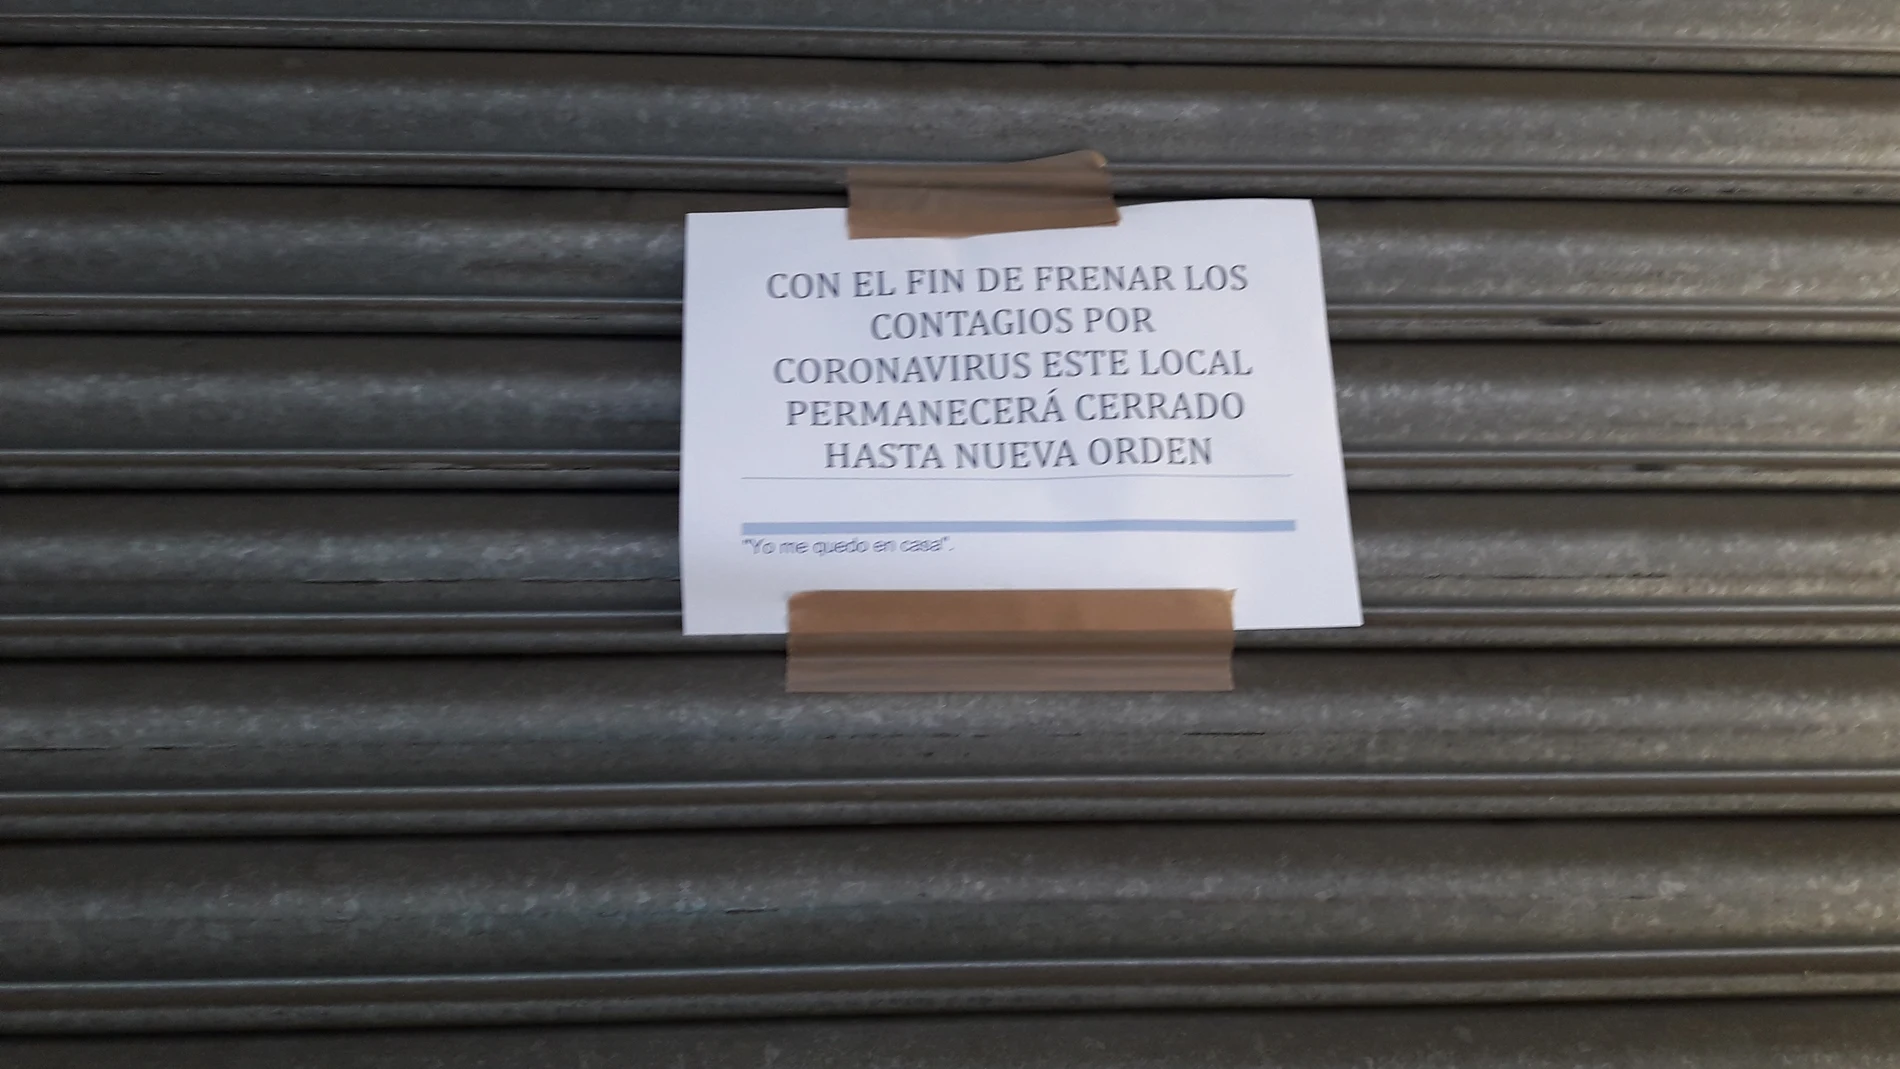 CON EL FIN DE FRENAR LOS
CONTAGIOS POR
CORONAVIRUS ESTE LOCAL
PERMANECERÁ CERRADO
HASTA NUEVA ORDEN
"Yo me quedo en casa".